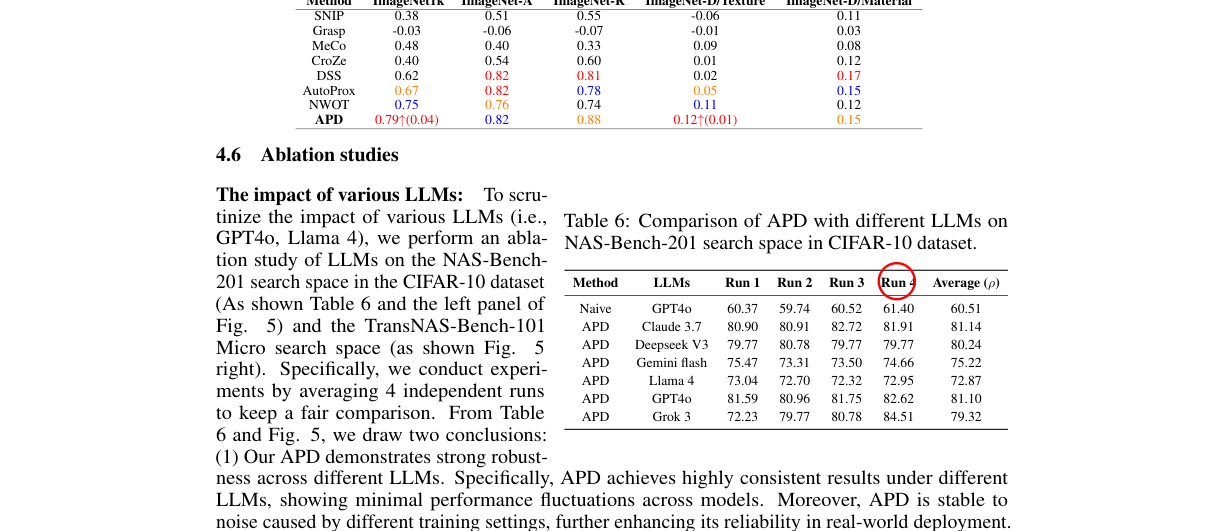 Method ImageNet1k ImageNet-A ImageNet-R ImageNet-D/Texture ImageNet-D/Material
SNIP 0.38 0.51 0.55 -0.06 0.11
Grasp -0.03 -0.06 -0.07 -0.01 0.03
MeCo 0.48 0.40 0.33 0.09 0.08
CroZe 0.40 0.54 0.60 0.01 0.12
DSS 0.62 0.82 0.81 0.02 0.17
AutoProx 0.67 0.82 0.78 0.05 0.15
NWOT 0.75 0.76 0.74 0.11 0.12
APD 0.79↑(0.04) 0.82 0.88 0.12↑(0.01) 0.15
4.6 Ablation studies
The impact of various LLMs: To scru-
tinize the impact of various LLMs (i.e.,
GPT4o, Llama 4), we perform an abla-
tion study of LLMs on the NAS-Bench-
201 search space in the CIFAR-10 dataset
(As shown Table 6 and the left panel of
Fig. 5) and the TransNAS-Bench-101
Micro search space (as shown Fig. 5
right). Specifically, we conduct experi-
ments by averaging 4 independent runs
to keep a fair comparison. From Table
6 and Fig. 5, we draw two conclusions:
(1) Our APD demonstrates strong robust-
Table 6: Comparison of APD with different LLMs on
NAS-Bench-201 search space in CIFAR-10 dataset.
Method LLMs Run 1 Run 2 Run 3 Run 4 Average (ρ)
Naive GPT4o 60.37 59.74 60.52 61.40 60.51
APD Claude 3.7 80.90 80.91 82.72 81.91 81.14
APD Deepseek V3 79.77 80.78 79.77 79.77 80.24
APD Gemini flash 75.47 73.31 73.50 74.66 75.22
APD Llama 4 73.04 72.70 72.32 72.95 72.87
APD GPT4o 81.59 80.96 81.75 82.62 81.10
APD Grok 3 72.23 79.77 80.78 84.51 79.32
ness across different LLMs. Specifically, APD achieves highly consistent results under different
LLMs, showing minimal performance fluctuations across models. Moreover, APD is stable to
noise caused by different training settings, further enhancing its reliability in real-world deployment.